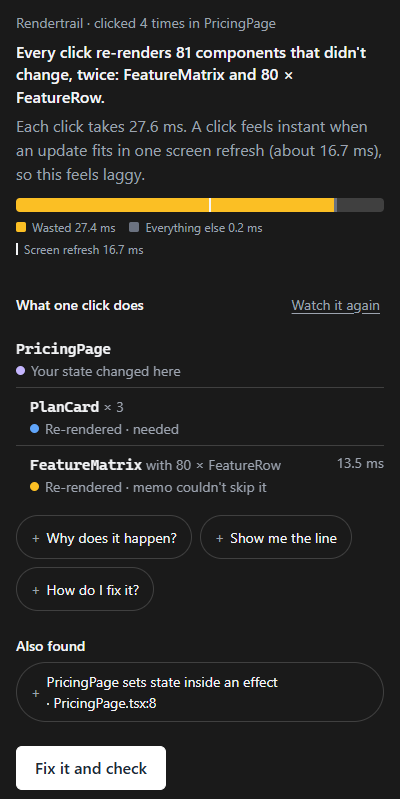 Rendertrail · clicked 4 times in PricingPage
Every click re-renders 81 components that didn't
change, twice: FeatureMatrix and 80 ×
FeatureRow.
Each click takes 27.6 ms. A click feels instant when
an update fits in one screen refresh (about 16.7 ms),
so this feels laggy.
Wasted 27.4 ms Everything else 0.2 ms
Screen refresh 16.7 ms
What one click does Watch it again
PricingPage
Your state changed here
PlanCard × 3
Re-rendered · needed
FeatureMatrix with 80 × FeatureRow 13.5 ms
Re-rendered · memo couldn't skip it
+ Why does it happen? + Show me the line
+ How do I fix it?
Also found
+ PricingPage sets state inside an effect
· PricingPage.tsx:8
Fix it and check